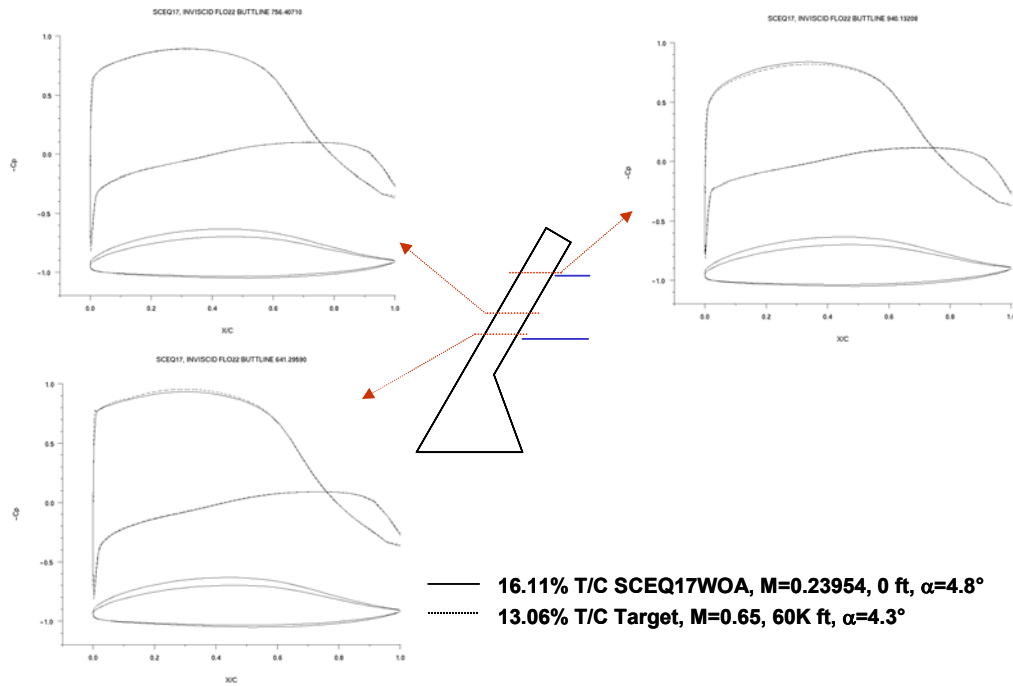 SCEQ17, INVISCID FLO22 BUTTLINE 756.40710
1.0
0.5
0.0
-0.5
-1.0
-Cp
0.0 0.2 0.4 0.6 0.8 1.0
X/C
SCEQ17, INVISCID FLO22 BUTTLINE 940.13208
1.0
0.5
0.0
-0.5
-1.0
-Cp
0.0 0.2 0.4 0.6 0.8 1.0
X/C
SCEQ17, INVISCID FLO22 BUTTLINE 641.29590
1.0
0.5
0.0
-0.5
-1.0
-Cp
0.0 0.2 0.4 0.6 0.8 1.0
X/C
16.11% T/C SCEQ17WOA, M=0.23954, 0 ft, α=4.8°
13.06% T/C Target, M=0.65, 60K ft, α=4.3°